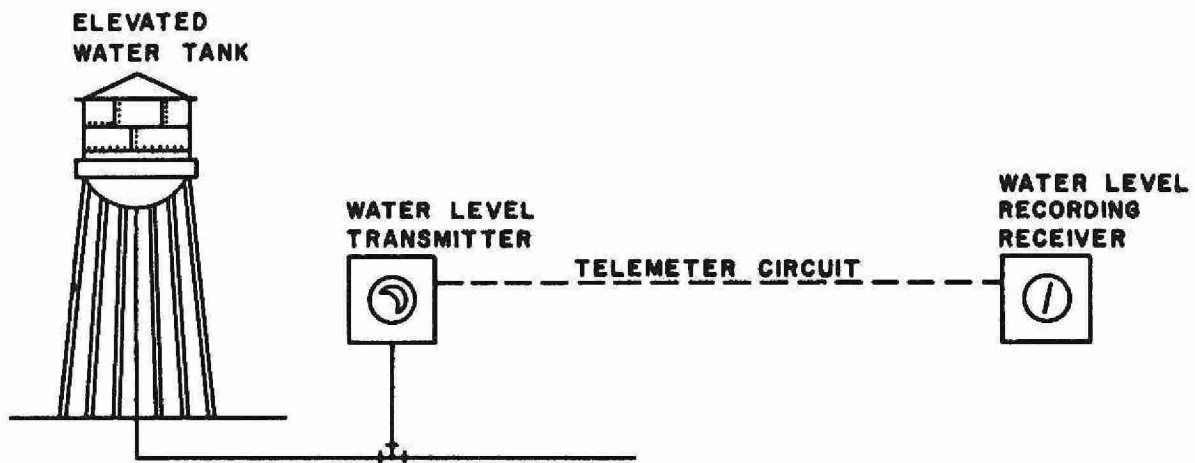 ELEVATED
WATER TANK
WATER LEVEL
TRANSMITTER
TELEMETER CIRCUIT
WATER LEVEL
RECORDING
RECEIVER